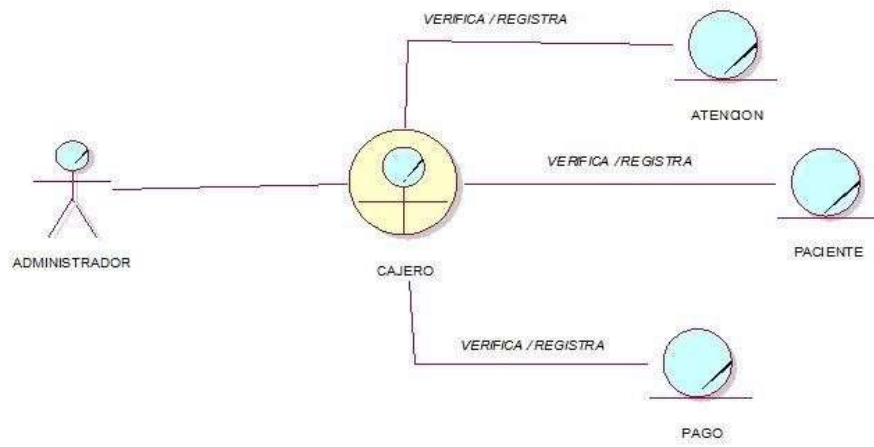 VERIFICA / REGISTRA
ATENCION
VERIFICA / REGISTRA
ADMINISTRADOR
CAJERO
PACIENTE
VERIFICA / REGISTRA
PAGO